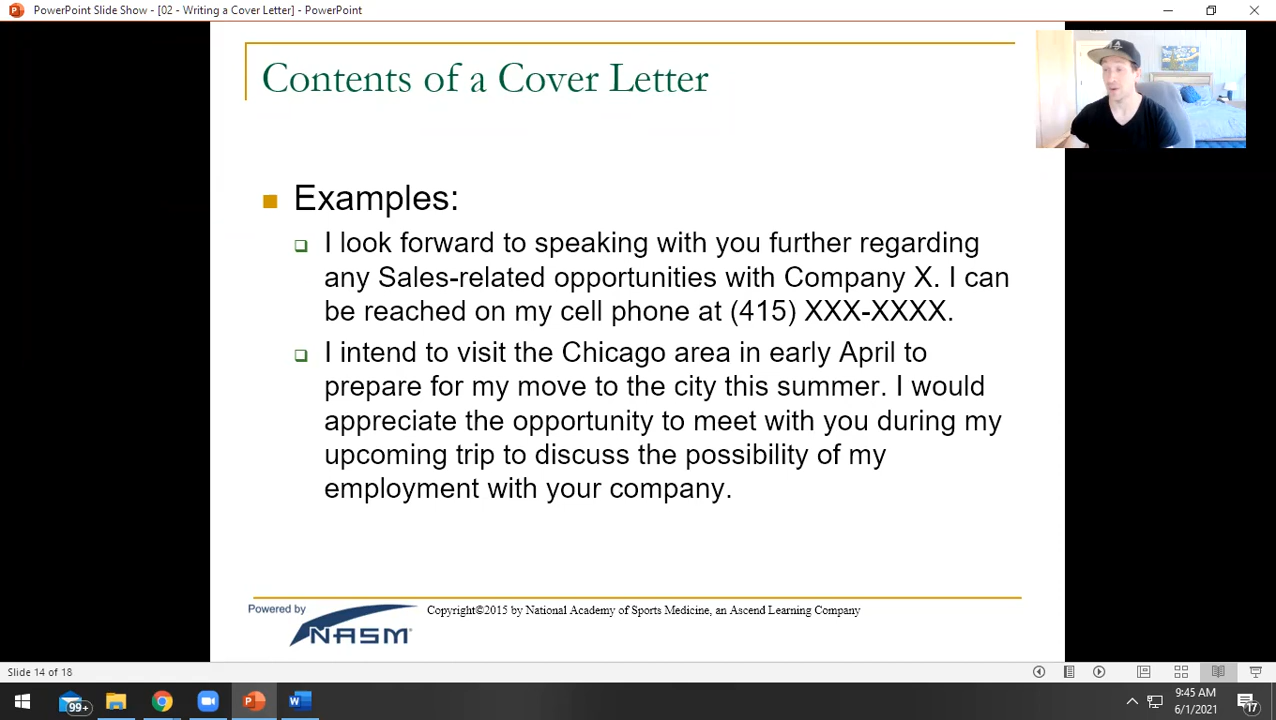 PowerPoint Slide Show - [02 - Writing a Cover Letter] - PowerPoint
Contents of a Cover Letter
Examples:
I look forward to speaking with you further regarding
any Sales-related opportunities with Company X. I can
be reached on my cell phone at (415) XXX-XXXX.
I intend to visit the Chicago area in early April to
prepare for my move to the city this summer. I would
appreciate the opportunity to meet with you during my
upcoming trip to discuss the possibility of my
employment with your company.
Powered by
NASM
Copyright©2015 by National Academy of Sports Medicine, an Ascend Learning Company
Slide 14 of 18
99+
9:45 AM
6/1/2021
17